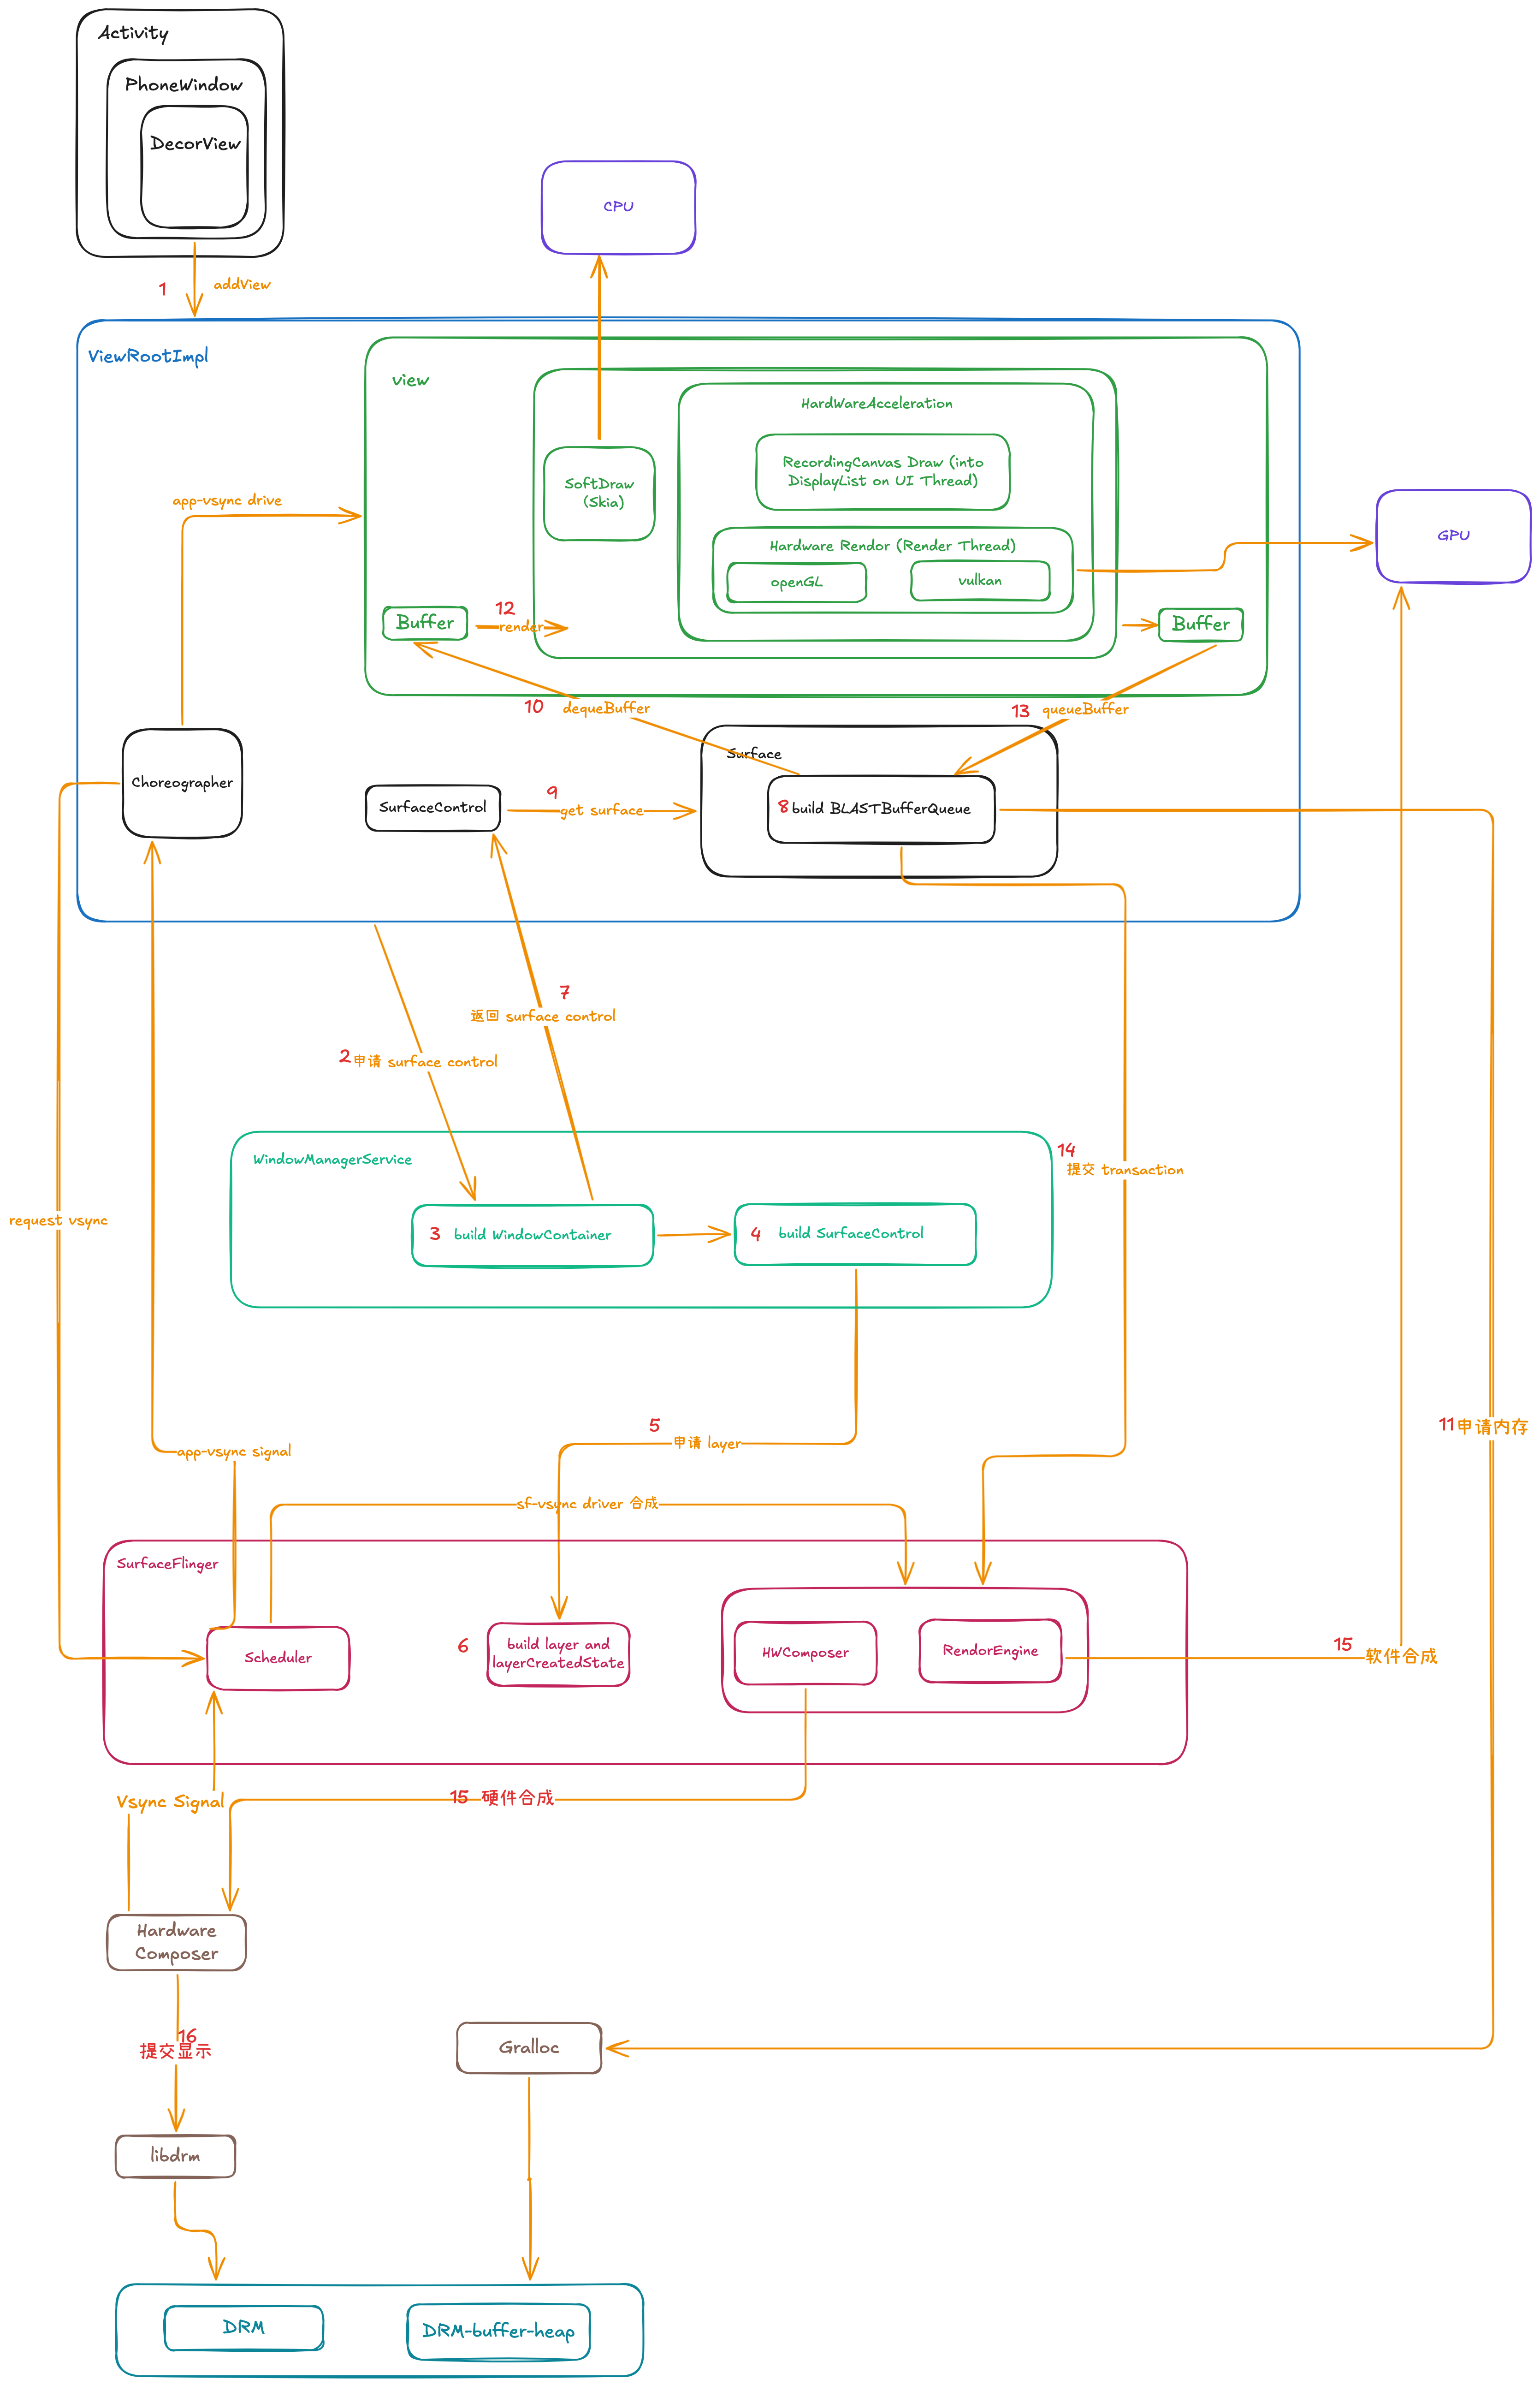 Activity
PhoneWindow
DecorView
CPU
1
addView
ViewRootImpl
view
HardWareAcceleration
RecordingCanvas Draw (into
DisplayList on UI Thread)
SoftDraw
(Skia)
app-vsync drive
Hardware Rendor (Render Thread)
openGL
vulkan
GPU
Buffer
12
render
Buffer
10
dequeBuffer
13
queueBuffer
Surface
Choreographer
SurfaceControl
9
get surface
8
build BLASTBufferQueue
7
返回 surface control
2
申请 surface control
WindowManagerService
14
提交 transaction
request vsync
3
build WindowContainer
4
build SurfaceControl
5
申请 layer
11
申请内存
app-vsync signal
sf-vsync driver 合成
SurfaceFlinger
Scheduler
6
build layer and
layerCreatedState
HWComposer
RendorEngine
15
软件合成
Vsync Signal
15
硬件合成
Hardware
Composer
16
提交显示
Gralloc
libdrm
DRM
DRM-buffer-heap